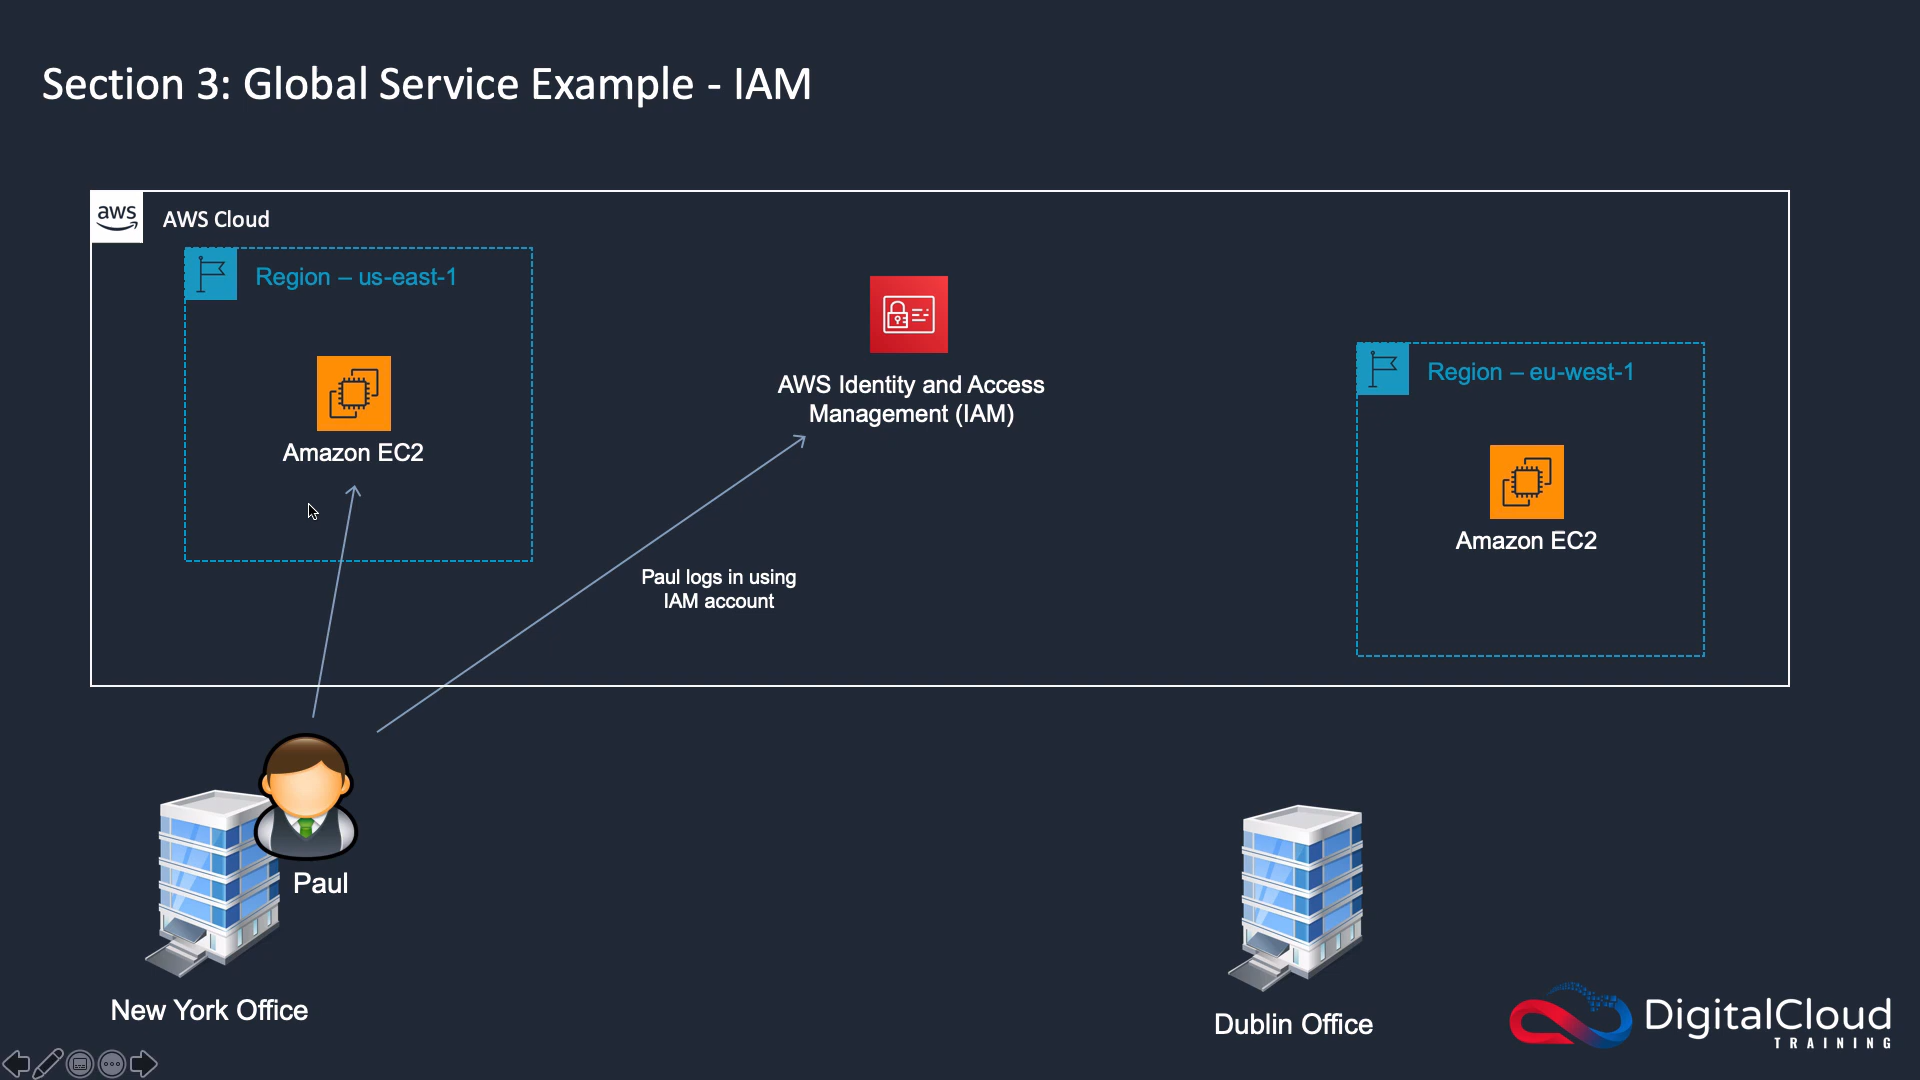 Section 3: Global Service Example - IAM
aws
AWS Cloud
Region – us-east-1
Amazon EC2
AWS Identity and Access
Management (IAM)
Region – eu-west-1
Amazon EC2
Paul logs in using
IAM account
Paul
New York Office
Dublin Office
DigitalCloud
TRAINING